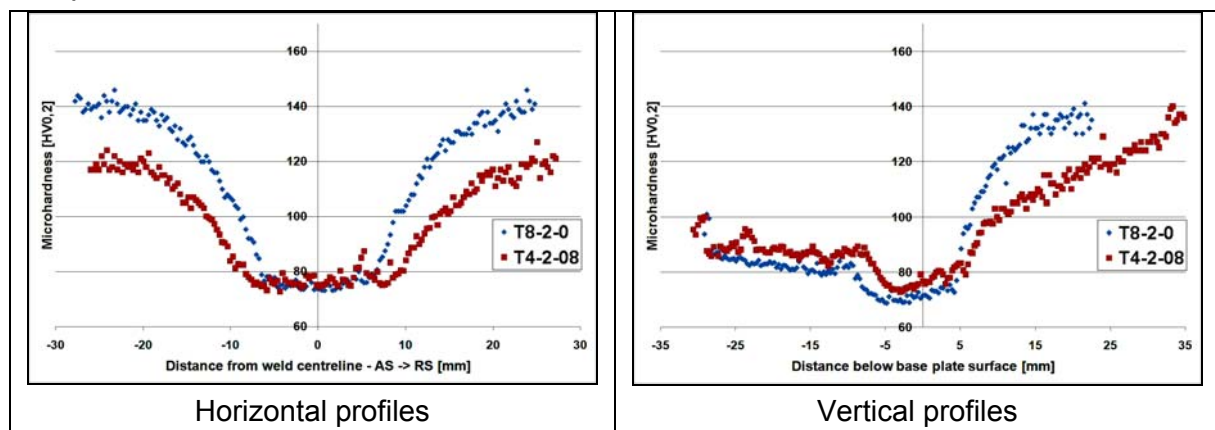 160
140
120
100
80
60
Microhardness [HV0,2]
T8-2-0
T4-2-08
-30 -20 -10 0 10 20 30
Distance from weld centreline - AS -> RS [mm]
Horizontal profiles
160
140
120
100
80
60
Microhardness [HV0,2]
T8-2-0
T4-2-08
-35 -25 -15 -5 5 15 25 35
Distance below base plate surface [mm]
Vertical profiles